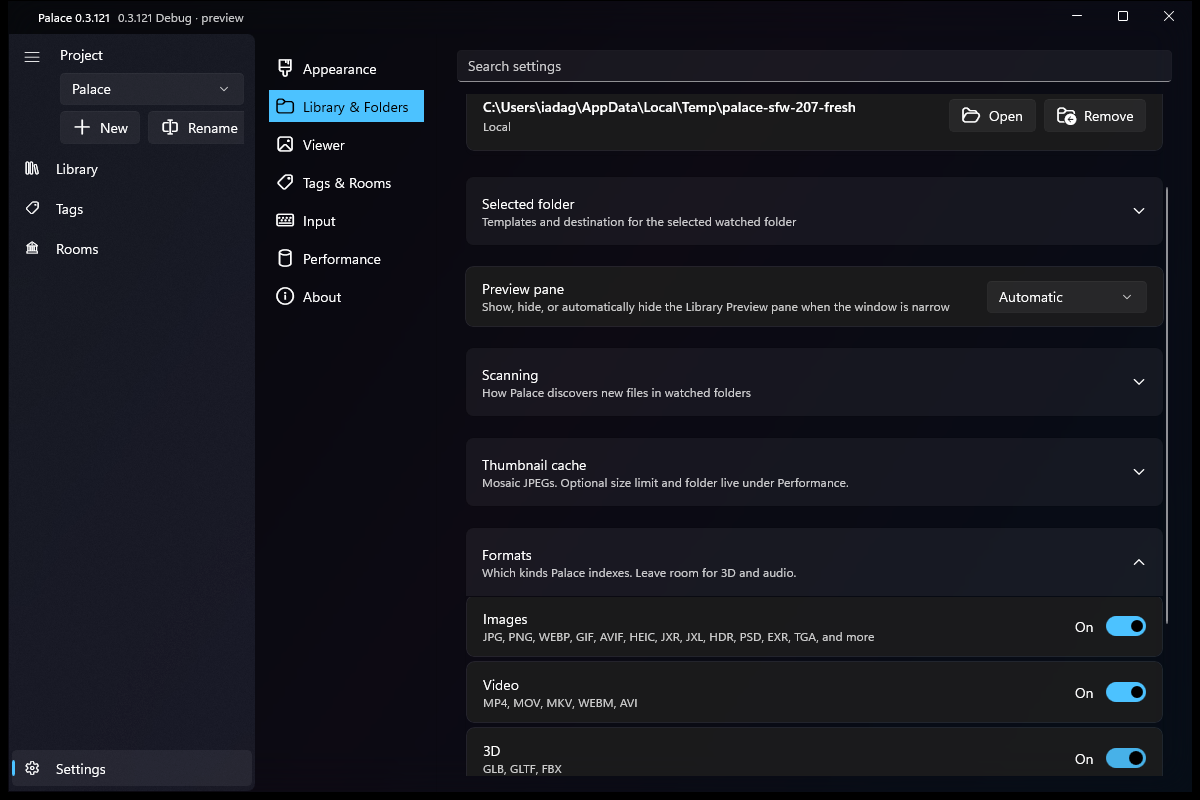 Palace 0.3.121 0.3.121 Debug · preview
Project
Palace
New
Rename
Library
Tags
Rooms
Settings
Appearance
Library & Folders
Viewer
Tags & Rooms
Input
Performance
About
Search settings
C:\Users\iadag\AppData\Local\Temp\palace-sfw-207-fresh
Local
Open
Remove
Selected folder
Templates and destination for the selected watched folder
Preview pane
Show, hide, or automatically hide the Library Preview pane when the window is narrow
Automatic
Scanning
How Palace discovers new files in watched folders
Thumbnail cache
Mosaic JPEGs. Optional size limit and folder live under Performance.
Formats
Which kinds Palace indexes. Leave room for 3D and audio.
Images
JPG, PNG, WEBP, GIF, AVIF, HEIC, JXR, JXL, HDR, PSD, EXR, TGA, and more
On
Video
MP4, MOV, MKV, WEBM, AVI
On
3D
GLB, GLTF, FBX
On